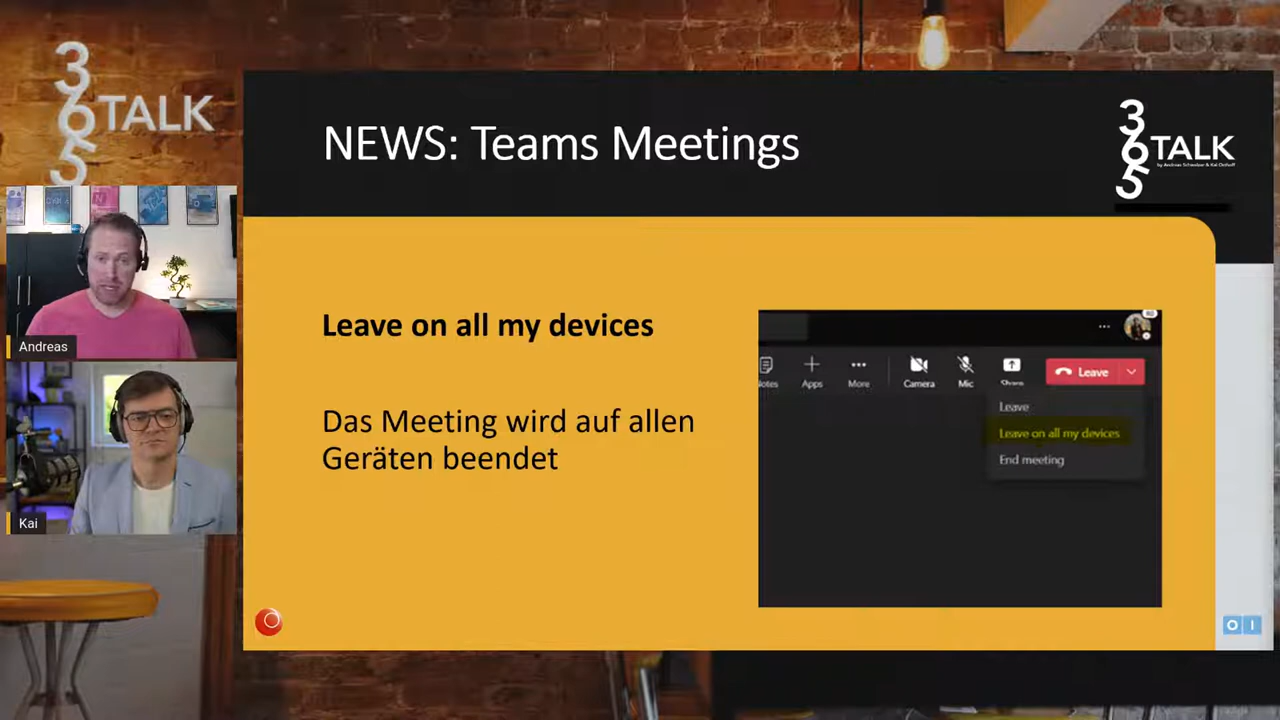 365 TALK
NEWS: Teams Meetings
365 TALK
Andreas
Kai
Leave on all my devices
Das Meeting wird auf allen
Geräten beendet
Apps
More
Camera
Mic
Share
Leave
Leave
Leave on all my devices
End meeting